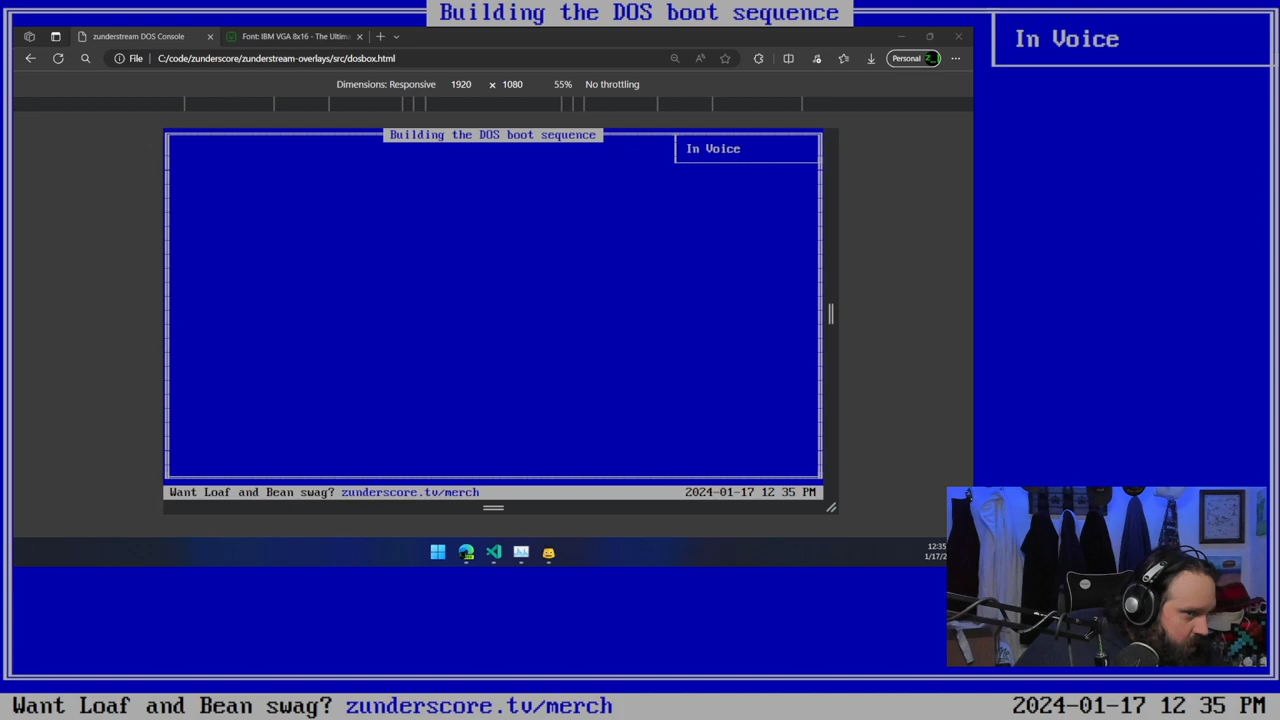 Building the DOS boot sequence
In Voice
zunderstream DOS Console
Font: IBM VGA 8x16 - The Ultim
File
C:/code/zunderscore/zunderstream-overlays/src/dosbox.html
Personal
Dimensions: Responsive 1920 × 1080 55% No throttling
Building the DOS boot sequence
In Voice
Want Loaf and Bean swag? zunderscore.tv/merch 2024-01-17 12 35 PM
12:35
1/17/2
Want Loaf and Bean swag? zunderscore.tv/merch 2024-01-17 12 35 PM